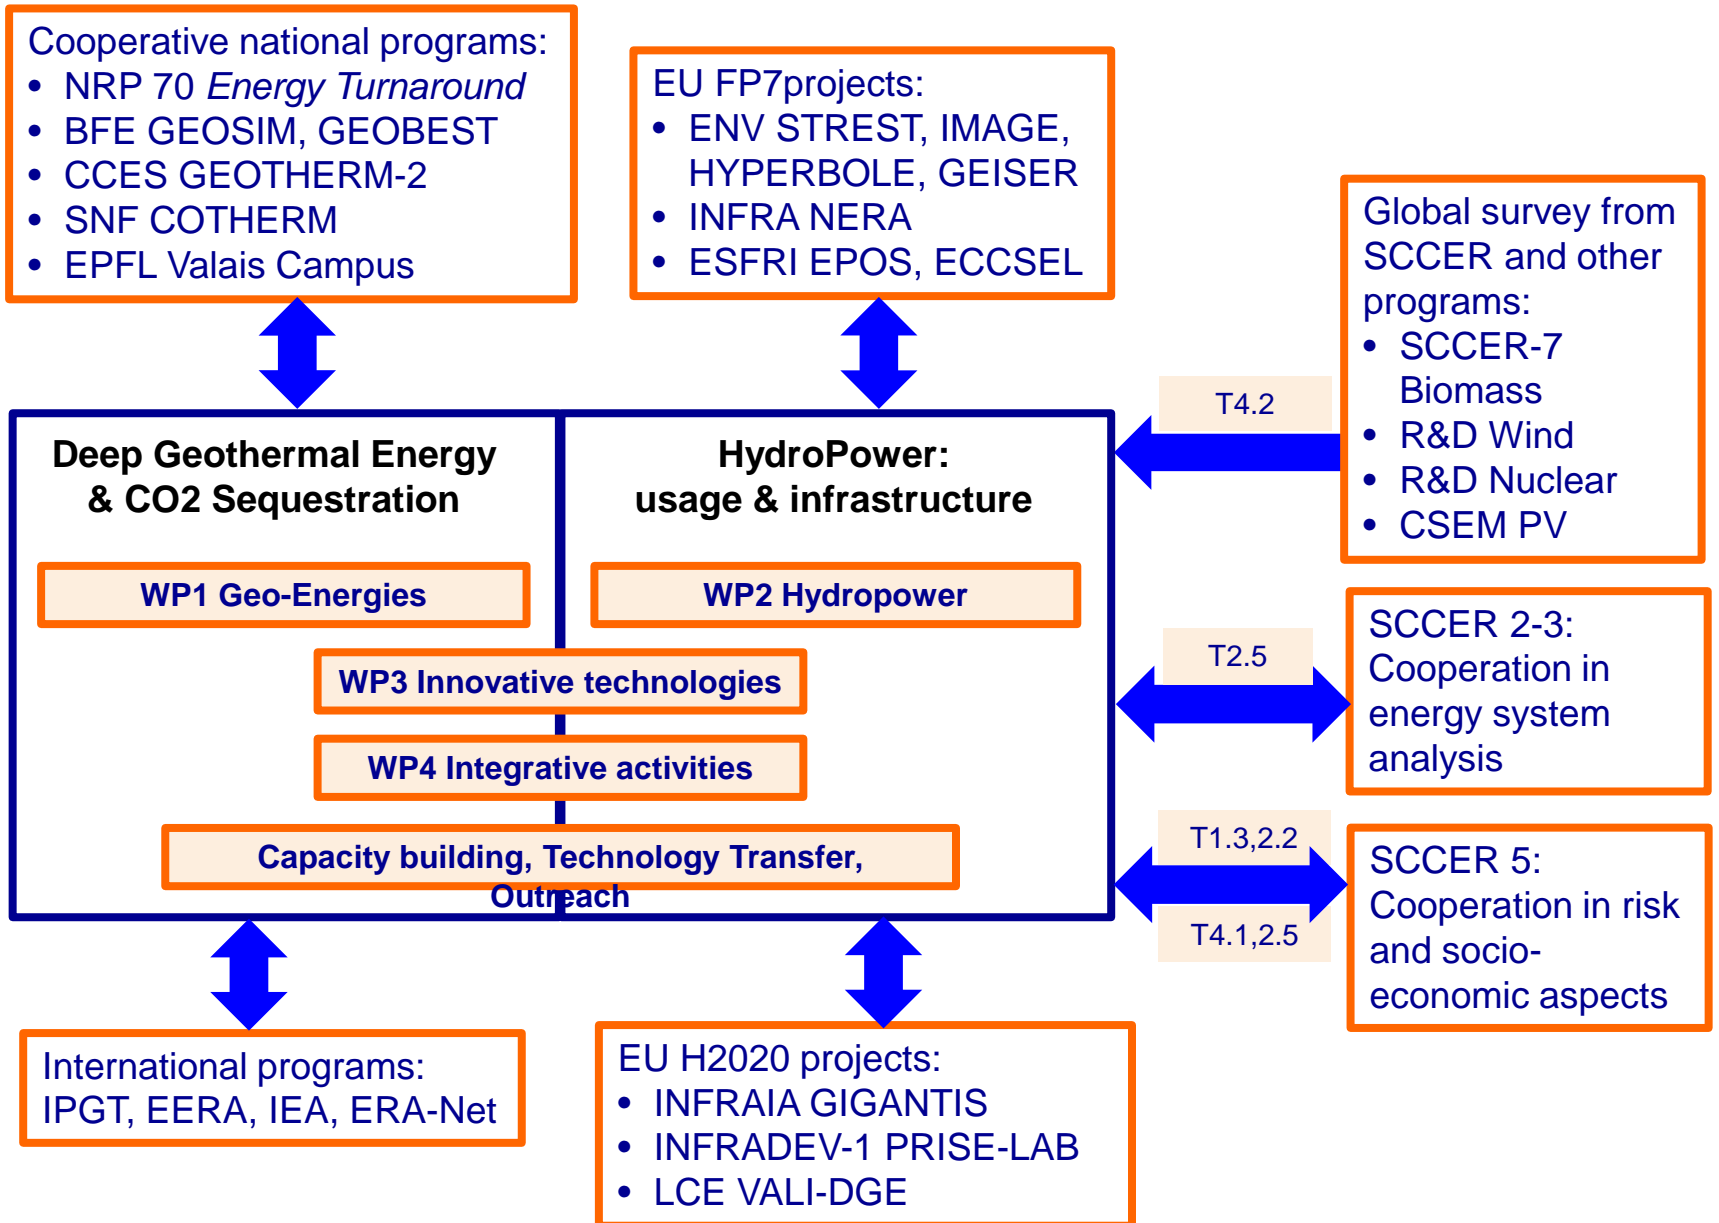 Cooperative national programs:
• NRP 70 Energy Turnaround
• BFE GEOSIM, GEOBEST
• CCES GEOTHERM-2
• SNF COTHERM
• EPFL Valais Campus
EU FP7projects:
• ENV STREST, IMAGE,
HYPERBOLE, GEISER
• INFRA NERA
• ESFRI EPOS, ECCSEL
Global survey from
SCCER and other
programs:
• SCCER-7
Biomass
• R&D Wind
• R&D Nuclear
• CSEM PV
T4.2
Deep Geothermal Energy
& CO2 Sequestration
HydroPower:
usage & infrastructure
WP1 Geo-Energies
WP2 Hydropower
WP3 Innovative technologies
WP4 Integrative activities
Capacity building, Technology Transfer,
Outreach
T2.5
SCCER 2-3:
Cooperation in
energy system
analysis
T1.3,2.2
T4.1,2.5
SCCER 5:
Cooperation in risk
and socio-
economic aspects
International programs:
IPGT, EERA, IEA, ERA-Net
EU H2020 projects:
• INFRAIA GIGANTIS
• INFRADEV-1 PRISE-LAB
• LCE VALI-DGE